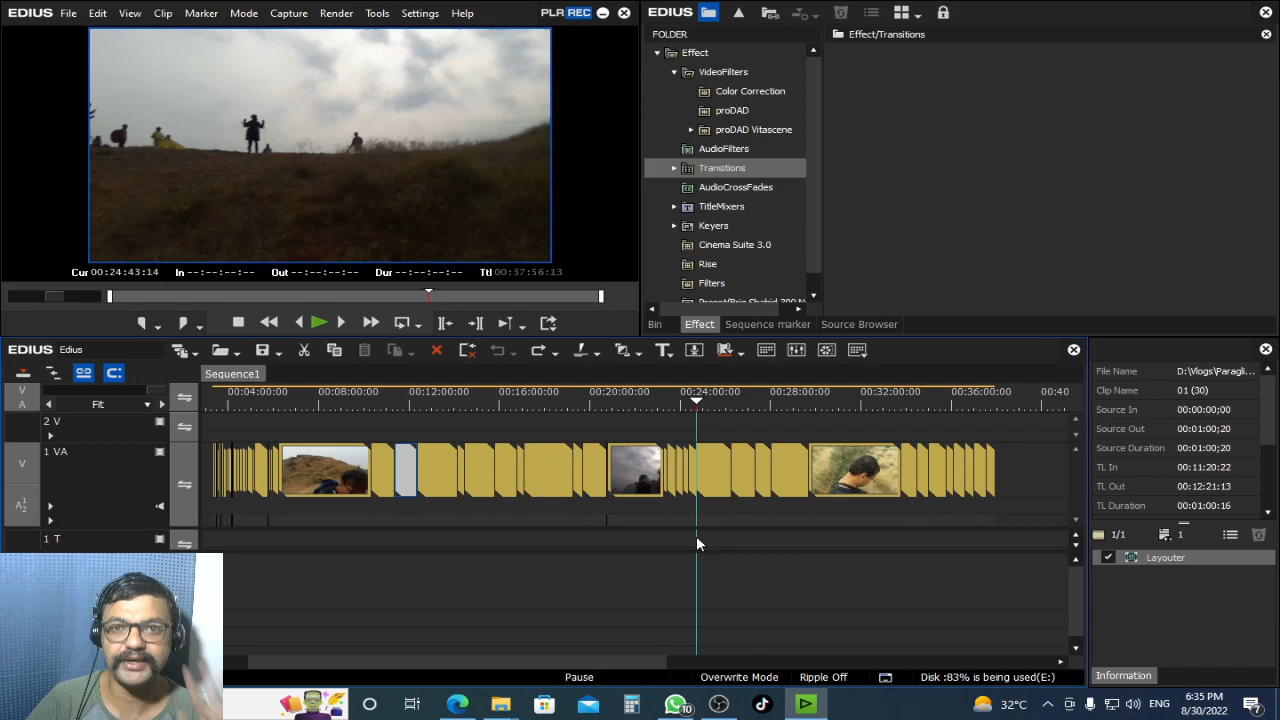 EDIUS File Edit View Clip Marker Mode Capture Render Tools Settings Help PLR REC
Cur 00:24:43:14 In --:--:--:-- Out --:--:--:-- Dur --:--:--:-- Ttl 00:37:56:13
EDIUS
FOLDER
Effect
VideoFilters
Color Correction
proDAD
proDAD Vitascene
AudioFilters
Transitions
AudioCrossFades
TitleMixers
Keyers
Cinema Suite 3.0
Rise
Filters
Bin Effect Sequence marker Source Browser
Effect/Transitions
EDIUS Edius
Sequence1
V
A
Fit
00:04:00:00 00:08:00:00 00:12:00:00 00:16:00:00 00:20:00:00 00:24:00:00 00:28:00:00 00:32:00:00 00:36:00:00 00:40
2 V
1 VA
V
A1
2
1 T
Pause Overwrite Mode Ripple Off Disk :83% is being used(E:)
File Name D:\Vlogs\Paragli...
Clip Name 01 (30)
Source In 00:00:00;00
Source Out 00:01:00;20
Source Duration 00:01:00;20
TL In 00:11:20:22
TL Out 00:12:21:13
TL Duration 00:01:00:16
1/1 1
Layouter
Information
10
32°C ENG 6:35 PM
8/30/2022